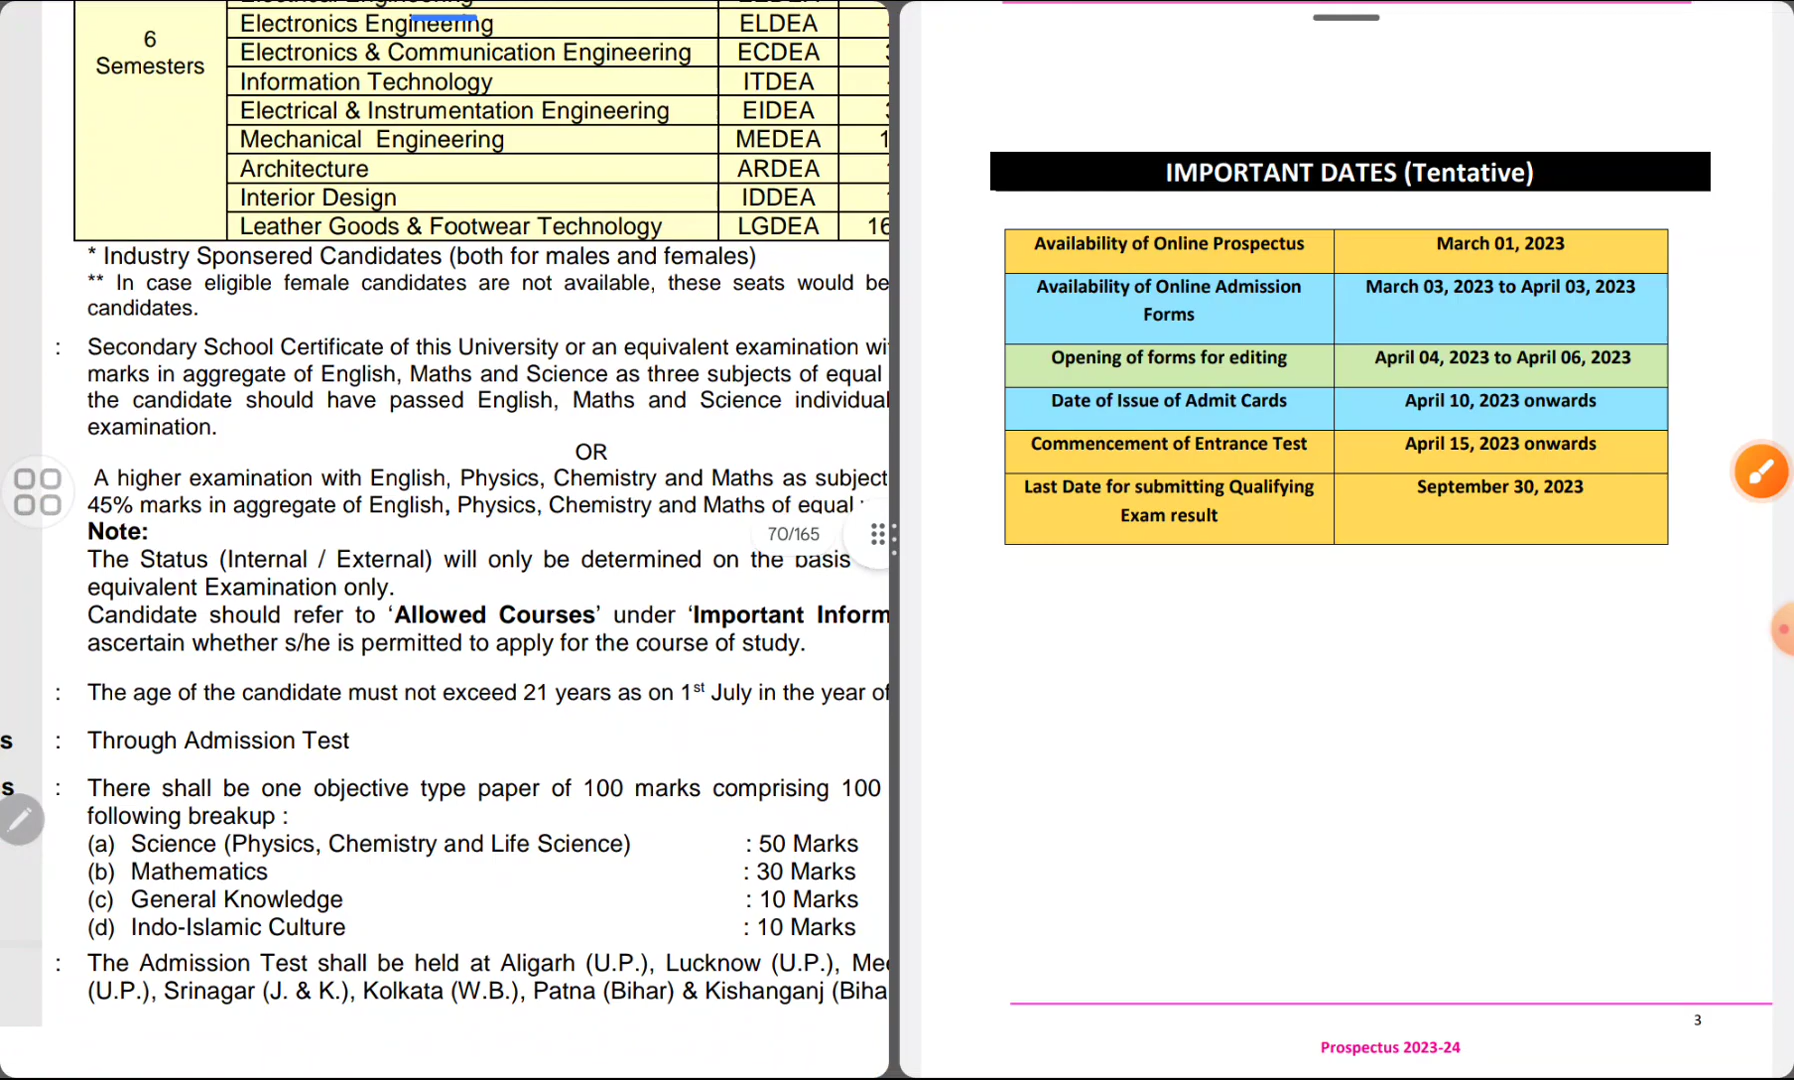 6
Semesters
Electronics Engineering ELDEA
Electronics & Communication Engineering ECDEA
Information Technology ITDEA
Electrical & Instrumentation Engineering EIDEA
Mechanical Engineering MEDEA 1
Architecture ARDEA
Interior Design IDDEA
Leather Goods & Footwear Technology LGDEA 16
* Industry Sponsered Candidates (both for males and females)
** In case eligible female candidates are not available, these seats would be
candidates.
: Secondary School Certificate of this University or an equivalent examination wi
marks in aggregate of English, Maths and Science as three subjects of equal
the candidate should have passed English, Maths and Science individual
examination.
OR
A higher examination with English, Physics, Chemistry and Maths as subject
45% marks in aggregate of English, Physics, Chemistry and Maths of equal
Note:
70/165
The Status (Internal / External) will only be determined on the basis
equivalent Examination only.
Candidate should refer to ‘Allowed Courses’ under ‘Important Inform
ascertain whether s/he is permitted to apply for the course of study.
: The age of the candidate must not exceed 21 years as on 1st July in the year of
s : Through Admission Test
s : There shall be one objective type paper of 100 marks comprising 100
following breakup :
(a) Science (Physics, Chemistry and Life Science) : 50 Marks
(b) Mathematics : 30 Marks
(c) General Knowledge : 10 Marks
(d) Indo-Islamic Culture : 10 Marks
: The Admission Test shall be held at Aligarh (U.P.), Lucknow (U.P.), Mee
(U.P.), Srinagar (J. & K.), Kolkata (W.B.), Patna (Bihar) & Kishanganj (Biha
IMPORTANT DATES (Tentative)
Availability of Online Prospectus March 01, 2023
Availability of Online Admission March 03, 2023 to April 03, 2023
Forms
Opening of forms for editing April 04, 2023 to April 06, 2023
Date of Issue of Admit Cards April 10, 2023 onwards
Commencement of Entrance Test April 15, 2023 onwards
Last Date for submitting Qualifying September 30, 2023
Exam result
3
Prospectus 2023-24